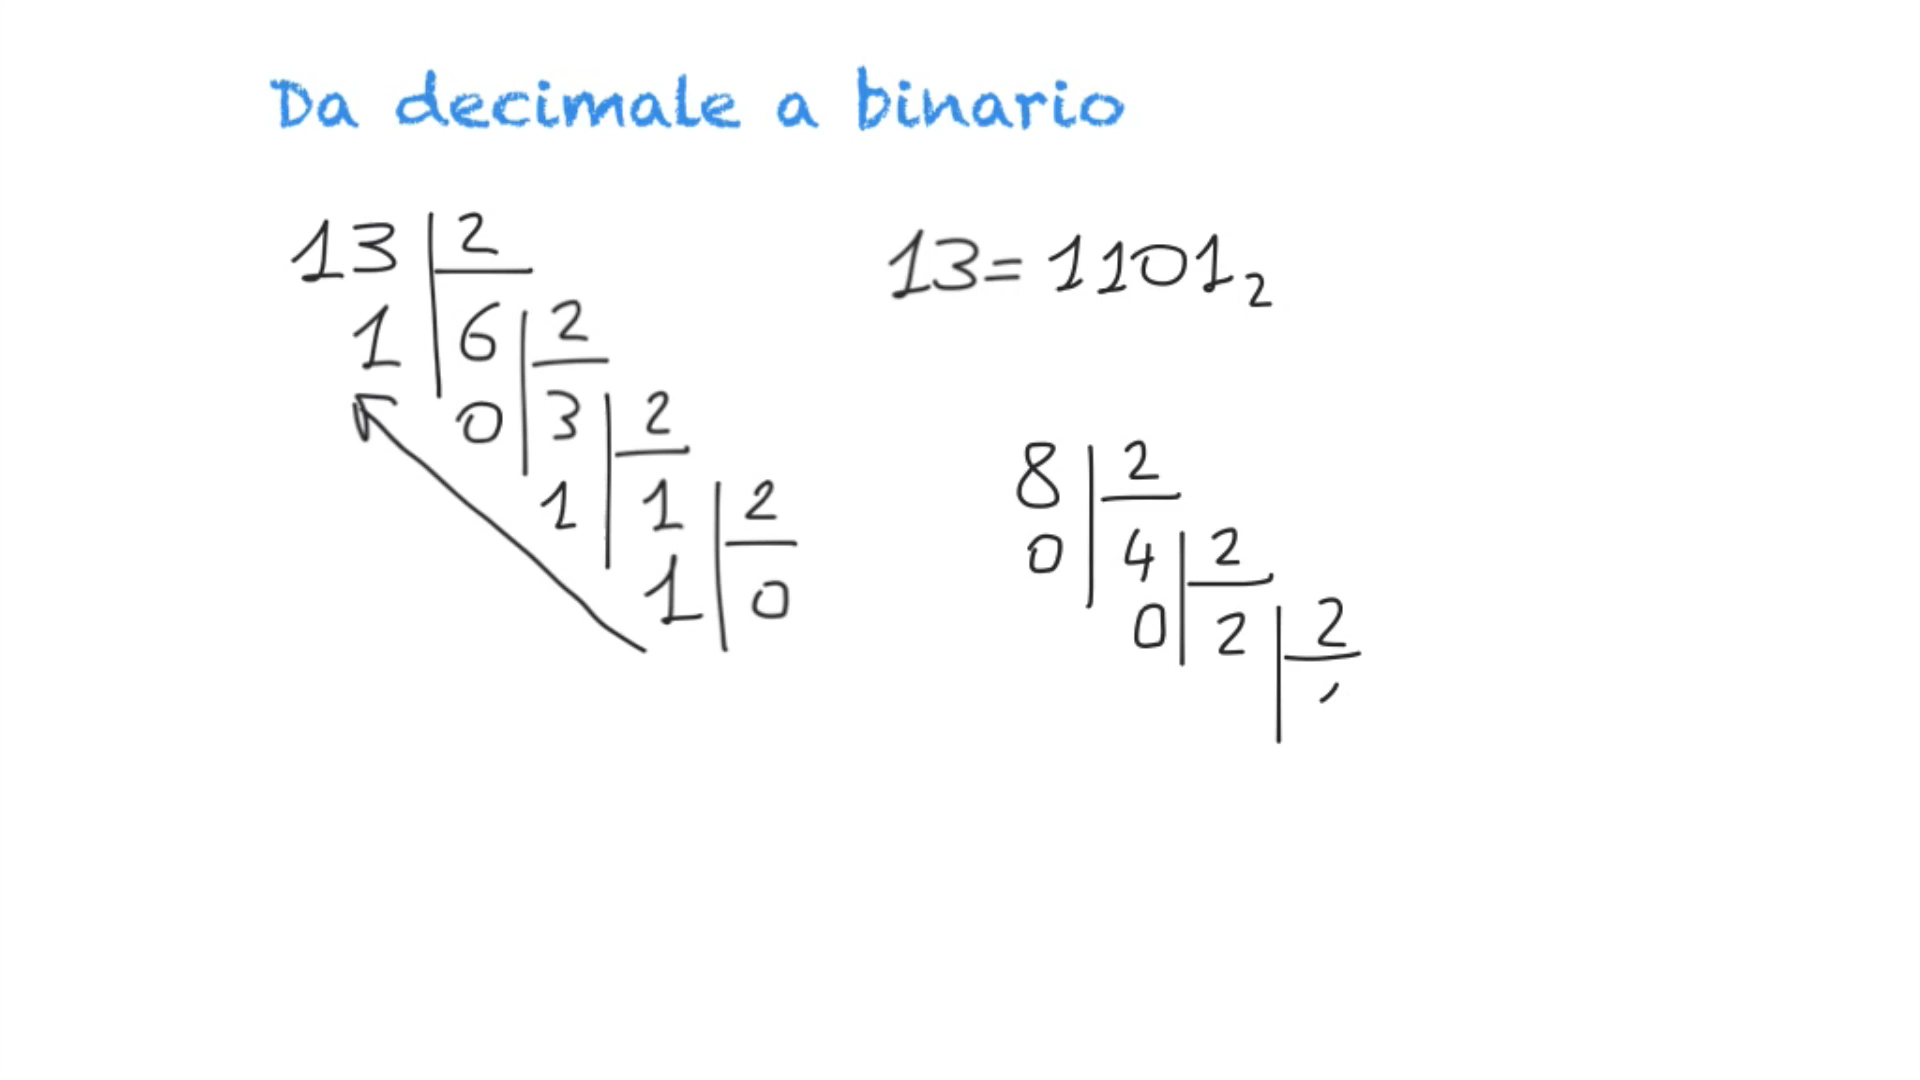 Da decimale a binario
13 2
1 6 2
0 3 2
1 1 2
1 0
13=1101₂
8 2
0 4 2
0 2 2